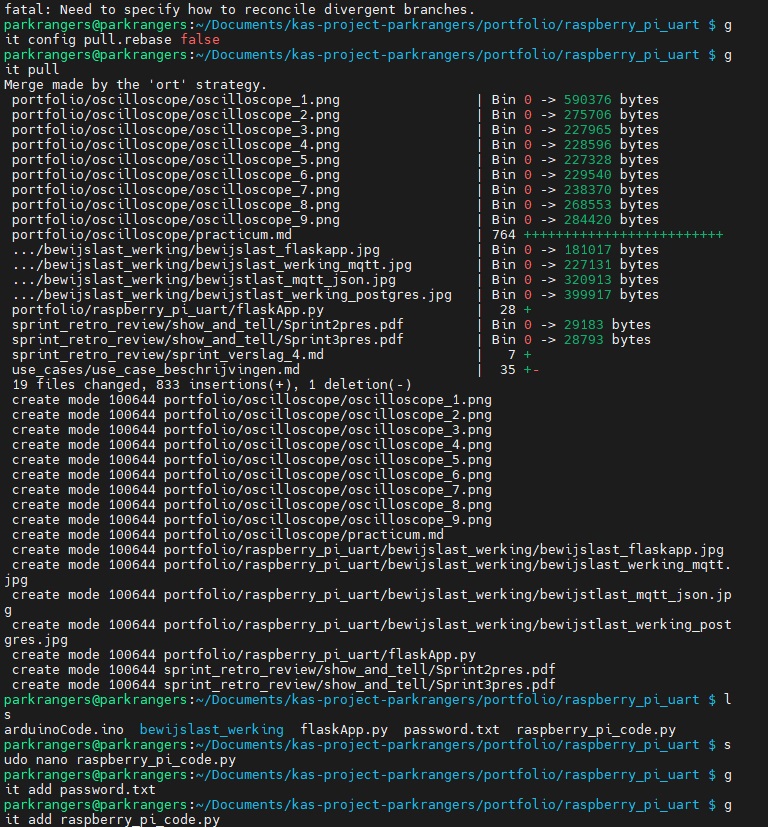 fatal: Need to specify how to reconcile divergent branches.
parkrangers@parkrangers:~/Documents/kas-project-parkrangers/portfolio/raspberry_pi_uart $ g
it config pull.rebase false
parkrangers@parkrangers:~/Documents/kas-project-parkrangers/portfolio/raspberry_pi_uart $ g
it pull
Merge made by the 'ort' strategy.
 portfolio/oscilloscope/oscilloscope_1.png                 | Bin 0 -> 590376 bytes
 portfolio/oscilloscope/oscilloscope_2.png                 | Bin 0 -> 275706 bytes
 portfolio/oscilloscope/oscilloscope_3.png                 | Bin 0 -> 227965 bytes
 portfolio/oscilloscope/oscilloscope_4.png                 | Bin 0 -> 228596 bytes
 portfolio/oscilloscope/oscilloscope_5.png                 | Bin 0 -> 227328 bytes
 portfolio/oscilloscope/oscilloscope_6.png                 | Bin 0 -> 229540 bytes
 portfolio/oscilloscope/oscilloscope_7.png                 | Bin 0 -> 238370 bytes
 portfolio/oscilloscope/oscilloscope_8.png                 | Bin 0 -> 268553 bytes
 portfolio/oscilloscope/oscilloscope_9.png                 | Bin 0 -> 284420 bytes
 portfolio/oscilloscope/practicum.md                       | 764 +++++++++++++++++++++++++
 .../bewijslast_werking/bewijslast_flaskapp.jpg            | Bin 0 -> 181017 bytes
 .../bewijslast_werking/bewijslast_werking_mqtt.jpg        | Bin 0 -> 227131 bytes
 .../bewijslast_werking/bewijstlast_mqtt_json.jpg          | Bin 0 -> 320913 bytes
 .../bewijslast_werking/bewijstlast_werking_postgres.jpg   | Bin 0 -> 399917 bytes
 portfolio/raspberry_pi_uart/flaskApp.py                   |  28 +
 sprint_retro_review/show_and_tell/Sprint2pres.pdf         | Bin 0 -> 29183 bytes
 sprint_retro_review/show_and_tell/Sprint3pres.pdf         | Bin 0 -> 28793 bytes
 sprint_retro_review/sprint_verslag_4.md                   |   7 +
 use_cases/use_case_beschrijvingen.md                      |  35 +-
 19 files changed, 833 insertions(+), 1 deletion(-)
 create mode 100644 portfolio/oscilloscope/oscilloscope_1.png
 create mode 100644 portfolio/oscilloscope/oscilloscope_2.png
 create mode 100644 portfolio/oscilloscope/oscilloscope_3.png
 create mode 100644 portfolio/oscilloscope/oscilloscope_4.png
 create mode 100644 portfolio/oscilloscope/oscilloscope_5.png
 create mode 100644 portfolio/oscilloscope/oscilloscope_6.png
 create mode 100644 portfolio/oscilloscope/oscilloscope_7.png
 create mode 100644 portfolio/oscilloscope/oscilloscope_8.png
 create mode 100644 portfolio/oscilloscope/oscilloscope_9.png
 create mode 100644 portfolio/oscilloscope/practicum.md
 create mode 100644 portfolio/raspberry_pi_uart/bewijslast_werking/bewijslast_flaskapp.jpg
 create mode 100644 portfolio/raspberry_pi_uart/bewijslast_werking/bewijslast_werking_mqtt.
jpg
 create mode 100644 portfolio/raspberry_pi_uart/bewijslast_werking/bewijstlast_mqtt_json.jp
g
 create mode 100644 portfolio/raspberry_pi_uart/bewijslast_werking/bewijstlast_werking_post
gres.jpg
 create mode 100644 portfolio/raspberry_pi_uart/flaskApp.py
 create mode 100644 sprint_retro_review/show_and_tell/Sprint2pres.pdf
 create mode 100644 sprint_retro_review/show_and_tell/Sprint3pres.pdf
parkrangers@parkrangers:~/Documents/kas-project-parkrangers/portfolio/raspberry_pi_uart $ l
s
arduinoCode.ino  bewijslast_werking  flaskApp.py  password.txt  raspberry_pi_code.py
parkrangers@parkrangers:~/Documents/kas-project-parkrangers/portfolio/raspberry_pi_uart $ s
udo nano raspberry_pi_code.py
parkrangers@parkrangers:~/Documents/kas-project-parkrangers/portfolio/raspberry_pi_uart $ g
it add password.txt
parkrangers@parkrangers:~/Documents/kas-project-parkrangers/portfolio/raspberry_pi_uart $ g
it add raspberry_pi_code.py